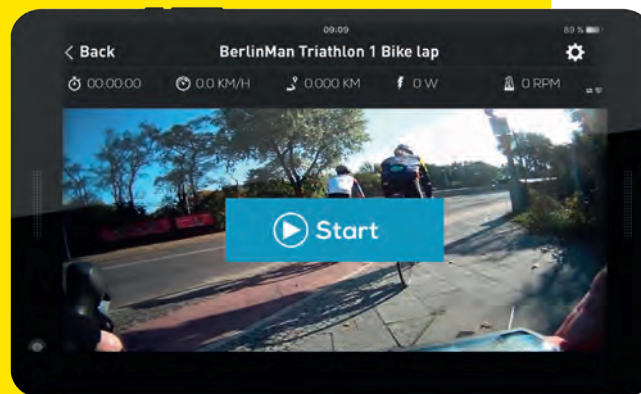 09:09
89 %
Back
BerlinMan Triathlon 1 Bike lap
00:00:00 0.0 KM/H 0.000 KM 0 W 0 RPM
Start